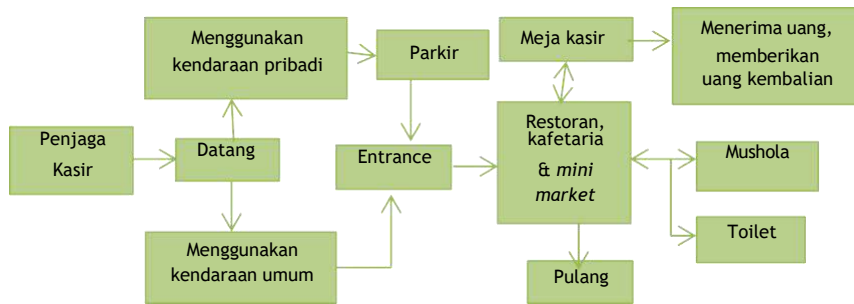 Penjaga
Kasir
Datang
Menggunakan
kendaraan pribadi
Parkir
Menggunakan
kendaraan umum
Entrance
Restoran,
kafetaria
& mini
market
Meja kasir
Menerima uang,
memberikan
uang kembalian
Mushola
Toilet
Pulang